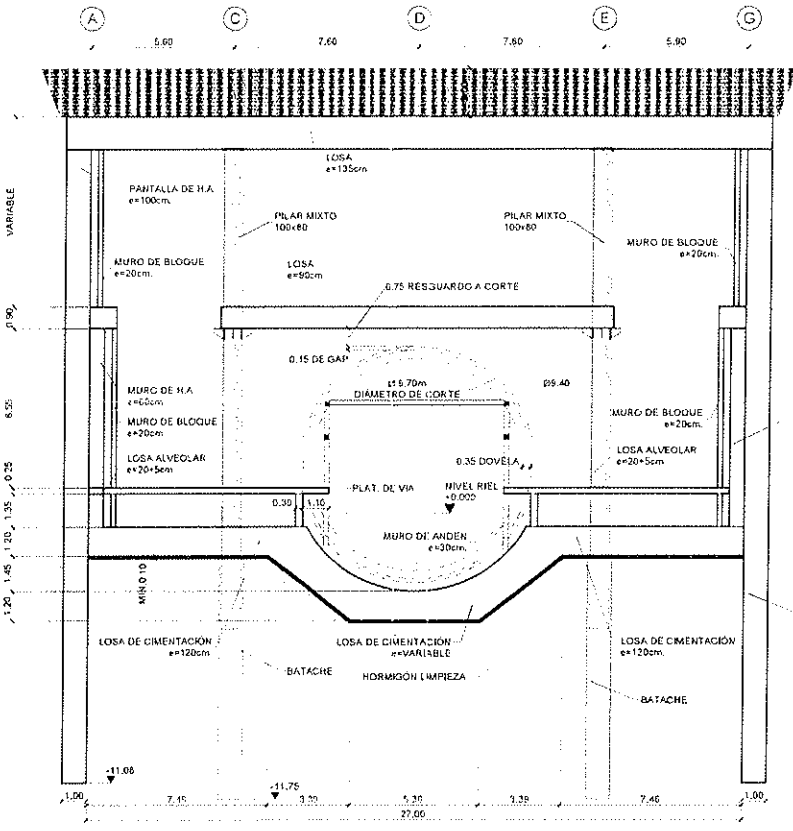 A C D E G
5.60 7.60 7.60 5.90
LOSA
e=135cm
PANTALLA DE H.A.
e=100cm.
VARIABLE
PILAR MIXTO
100x80
PILAR MIXTO
100x80
MURO DE BLOQUE
e=20cm.
MURO DE BLOQUE
e=20cm.
LOSA
e=90cm
0.75 RESGUARDO A CORTE
0.90
0.15 DE GAP
Ø 9.70m
DIÁMETRO DE CORTE
Ø9.40
MURO DE H.A.
e=60cm
MURO DE BLOQUE
e=20cm
MURO DE BLOQUE
e=20cm.
6.55
LOSA ALVEOLAR
e=20+5cm
LOSA ALVEOLAR
e=20+5cm
0.35 DOVELA
0.25
PLAT. DE VIA
NIVEL RIEL
+0.000
0.30 1.10
1.35
MURO DE ANDEN
e=30cm.
1.20
1.45
MIN.0.10
1.20
LOSA DE CIMENTACIÓN
e=120cm
LOSA DE CIMENTACIÓN
e=VARIABLE
LOSA DE CIMENTACIÓN
e=120cm.
BATACHE
HORMIGÓN LIMPIEZA
BATACHE
-11.08
-11.75
1.00 7.45 3.39 7.46 1.00
27.00